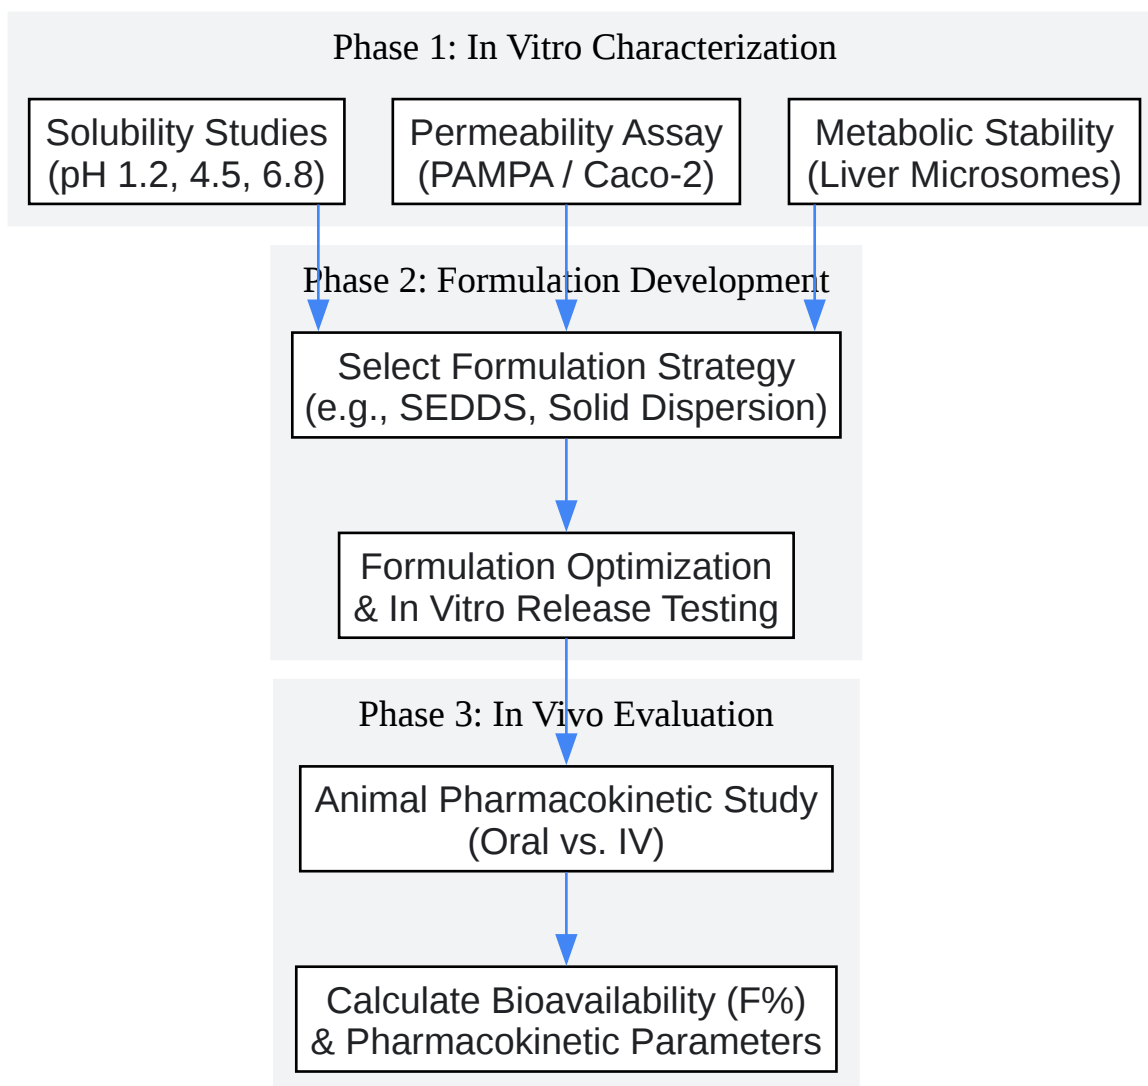 Phase 1: In Vitro Characterization
Solubility Studies
(pH 1.2, 4.5, 6.8)
Permeability Assay
(PAMPA / Caco-2)
Metabolic Stability
(Liver Microsomes)
Phase 2: Formulation Development
Select Formulation Strategy
(e.g., SEDDS, Solid Dispersion)
Formulation Optimization
& In Vitro Release Testing
Phase 3: In Vivo Evaluation
Animal Pharmacokinetic Study
(Oral vs. IV)
Calculate Bioavailability (F%)
& Pharmacokinetic Parameters